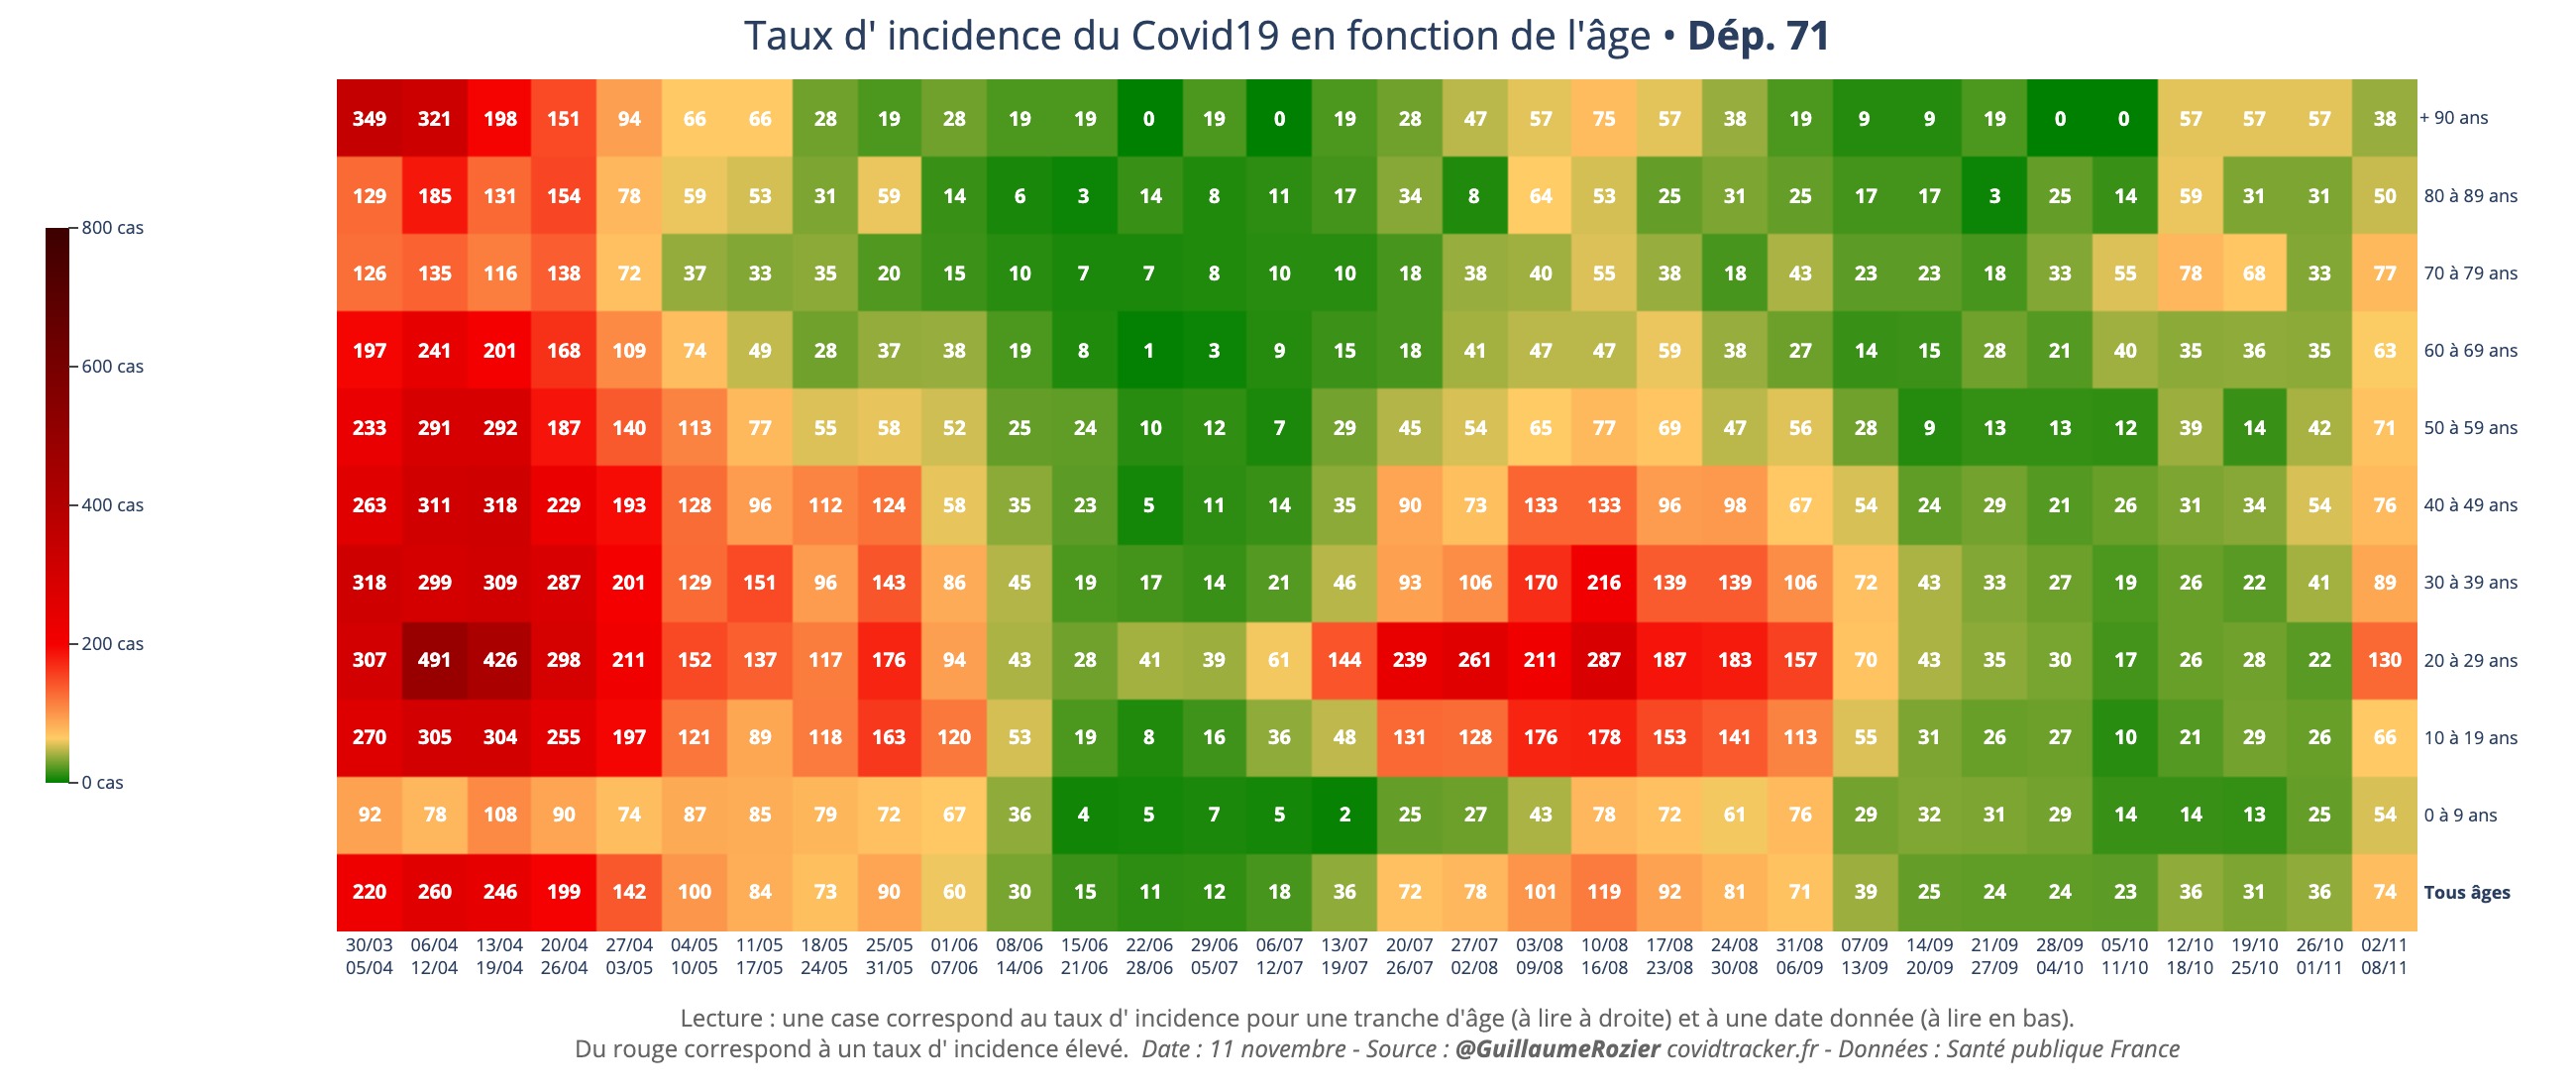 Taux d' incidence du Covid19 en fonction de l'âge • Dép. 71
349 321 198 151 94 66 66 28 19 28 19 19 0 19 0 19 28 47 57 75 57 38 19 9 9 19 0 0 57 57 57 38 + 90 ans
129 185 131 154 78 59 53 31 59 14 6 3 14 8 11 17 34 8 64 53 25 31 25 17 17 3 25 14 59 31 31 50 80 à 89 ans
800 cas
126 135 116 138 72 37 33 35 20 15 10 7 7 8 10 10 18 38 40 55 38 18 43 23 23 18 33 55 78 68 33 77 70 à 79 ans
197 241 201 168 109 74 49 28 37 38 19 8 1 3 9 15 18 41 47 47 59 38 27 14 15 28 21 40 35 36 35 63 60 à 69 ans
600 cas
233 291 292 187 140 113 77 55 58 52 25 24 10 12 7 29 45 54 65 77 69 47 56 28 9 13 13 12 39 14 42 71 50 à 59 ans
400 cas
263 311 318 229 193 128 96 112 124 58 35 23 5 11 14 35 90 73 133 133 96 98 67 54 24 29 21 26 31 34 54 76 40 à 49 ans
318 299 309 287 201 129 151 96 143 86 45 19 17 14 21 46 93 106 170 216 139 139 106 72 43 33 27 19 26 22 41 89 30 à 39 ans
200 cas
307 491 426 298 211 152 137 117 176 94 43 28 41 39 61 144 239 261 211 287 187 183 157 70 43 35 30 17 26 28 22 130 20 à 29 ans
270 305 304 255 197 121 89 118 163 120 53 19 8 16 36 48 131 128 176 178 153 141 113 55 31 26 27 10 21 29 26 66 10 à 19 ans
0 cas
92 78 108 90 74 87 85 79 72 67 36 4 5 7 5 2 25 27 43 78 72 61 76 29 32 31 29 14 14 13 25 54 0 à 9 ans
220 260 246 199 142 100 84 73 90 60 30 15 11 12 18 36 72 78 101 119 92 81 71 39 25 24 24 23 36 31 36 74 Tous âges
30/03 06/04 13/04 20/04 27/04 04/05 11/05 18/05 25/05 01/06 08/06 15/06 22/06 29/06 06/07 13/07 20/07 27/07 03/08 10/08 17/08 24/08 31/08 07/09 14/09 21/09 28/09 05/10 12/10 19/10 26/10 02/11
05/04 12/04 19/04 26/04 03/05 10/05 17/05 24/05 31/05 07/06 14/06 21/06 28/06 05/07 12/07 19/07 26/07 02/08 09/08 16/08 23/08 30/08 06/09 13/09 20/09 27/09 04/10 11/10 18/10 25/10 01/11 08/11
Lecture : une case correspond au taux d' incidence pour une tranche d'âge (à lire à droite) et à une date donnée (à lire en bas).
Du rouge correspond à un taux d' incidence élevé. Date : 11 novembre - Source : @GuillaumeRozier covidtracker.fr - Données : Santé publique France